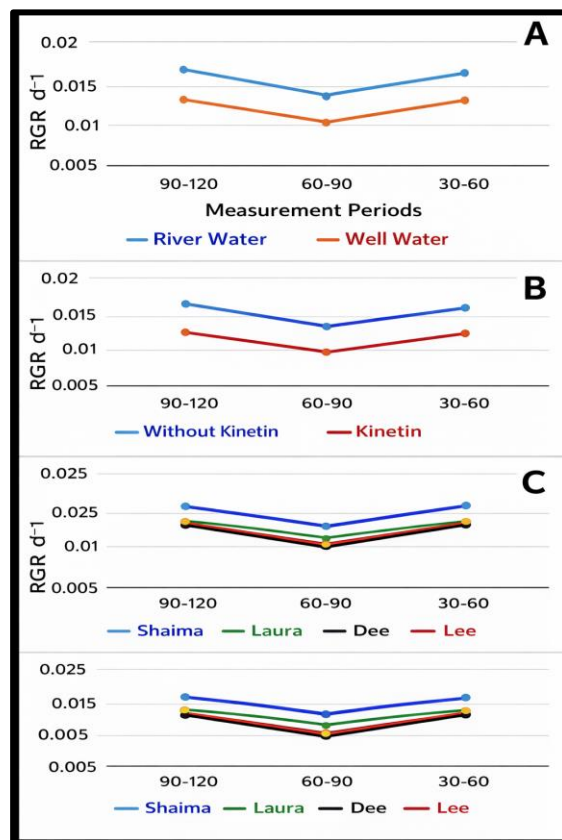 A
0.02
0.015
0.01
0.005
RGR d⁻¹
90-120 60-90 30-60
Measurement Periods
River Water Well Water
B
0.02
0.015
0.01
0.005
RGR d⁻¹
90-120 60-90 30-60
Without Kinetin Kinetin
C
0.025
0.025
0.01
0.005
RGR d⁻¹
90-120 60-90 30-60
Shaima Laura Dee Lee
0.025
0.015
0.005
0.005
90-120 60-90 30-60
Shaima Laura Dee Lee